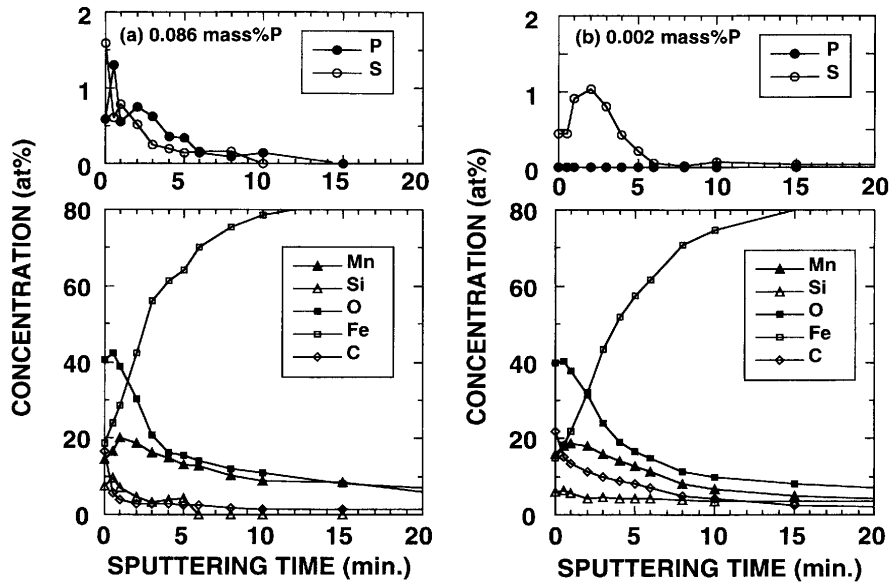 (a) 0.086 mass%P
P
S
2
1
0
0 5 10 15 20
Mn
Si
O
Fe
C
80
60
40
20
0
0 5 10 15 20
CONCENTRATION (at%)
SPUTTERING TIME (min.)
(b) 0.002 mass%P
P
S
2
1
0
0 5 10 15 20
Mn
Si
O
Fe
C
80
60
40
20
0
0 5 10 15 20
CONCENTRATION (at%)
SPUTTERING TIME (min.)